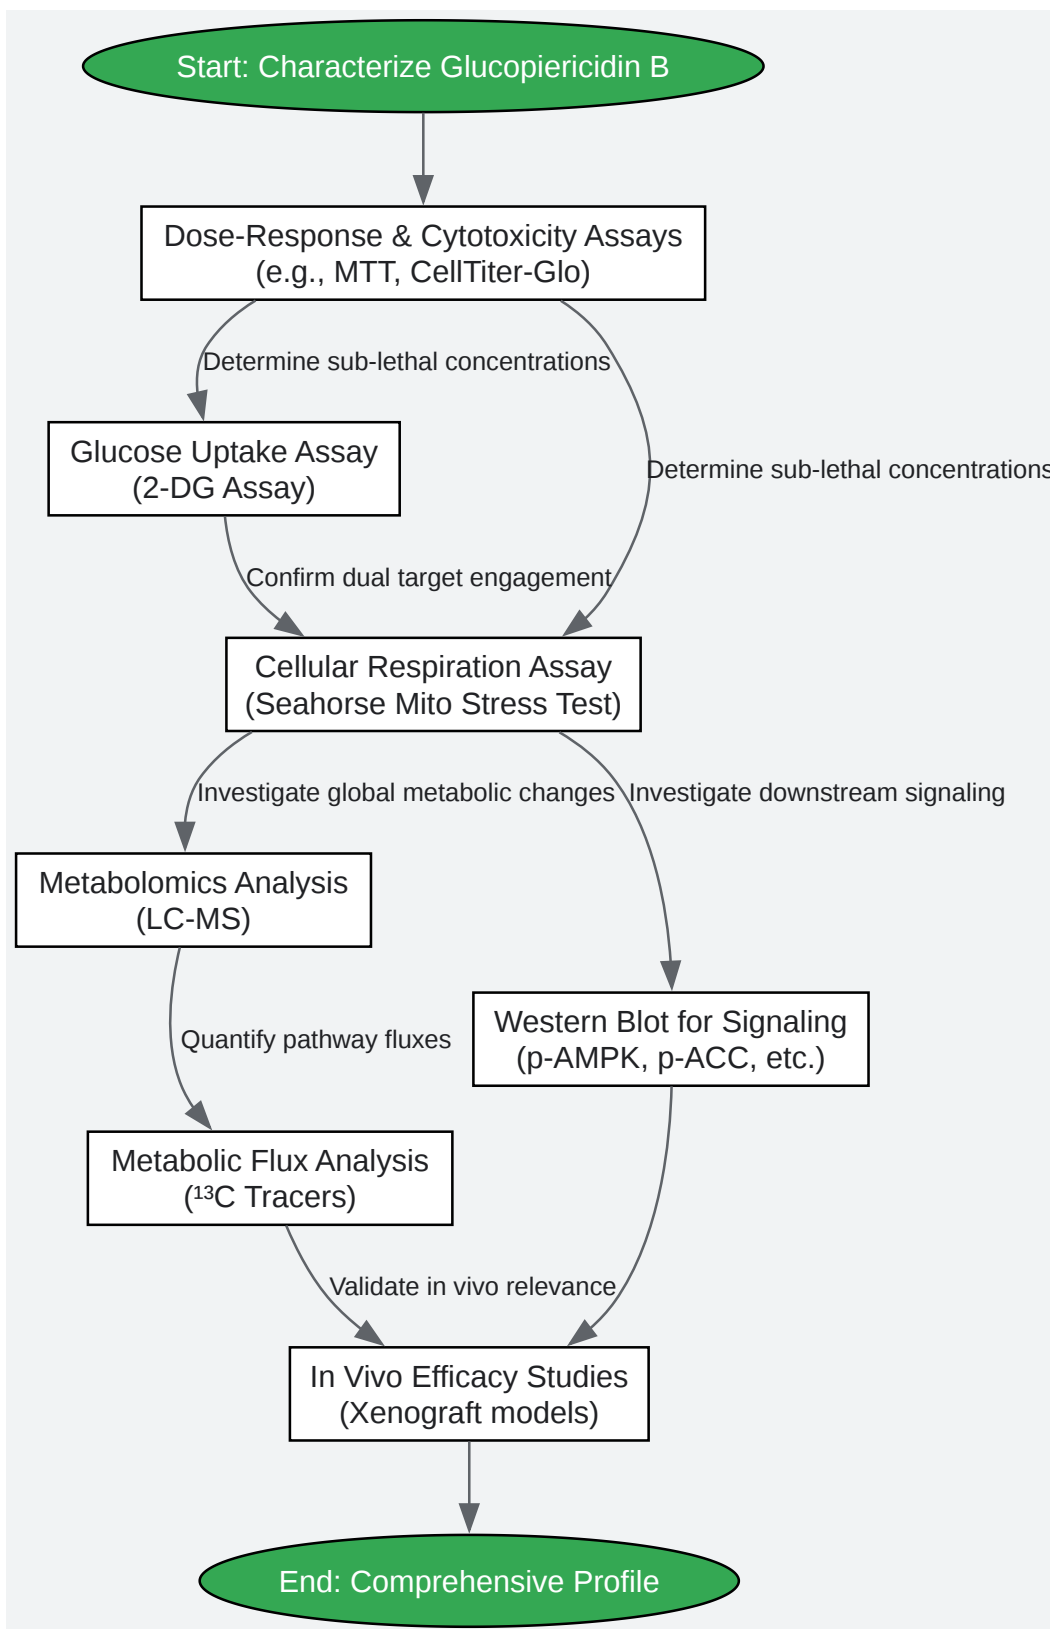 Start: Characterize Glucopiericidin B
Dose-Response & Cytotoxicity Assays
(e.g., MTT, CellTiter-Glo)
Determine sub-lethal concentrations
Glucose Uptake Assay
(2-DG Assay)
Determine sub-lethal concentrations
Confirm dual target engagement
Cellular Respiration Assay
(Seahorse Mito Stress Test)
Investigate global metabolic changes
Investigate downstream signaling
Metabolomics Analysis
(LC-MS)
Western Blot for Signaling
(p-AMPK, p-ACC, etc.)
Quantify pathway fluxes
Metabolic Flux Analysis
(¹³C Tracers)
Validate in vivo relevance
In Vivo Efficacy Studies
(Xenograft models)
End: Comprehensive Profile